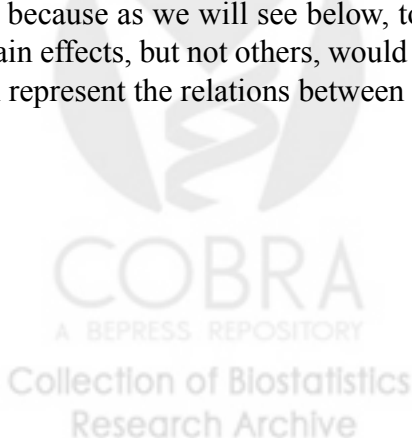 because as we will see below, to
ain effects, but not others, would
represent the relations between
COBRA
A BEPRESS REPOSITORY
Collection of Biostatistics
Research Archive